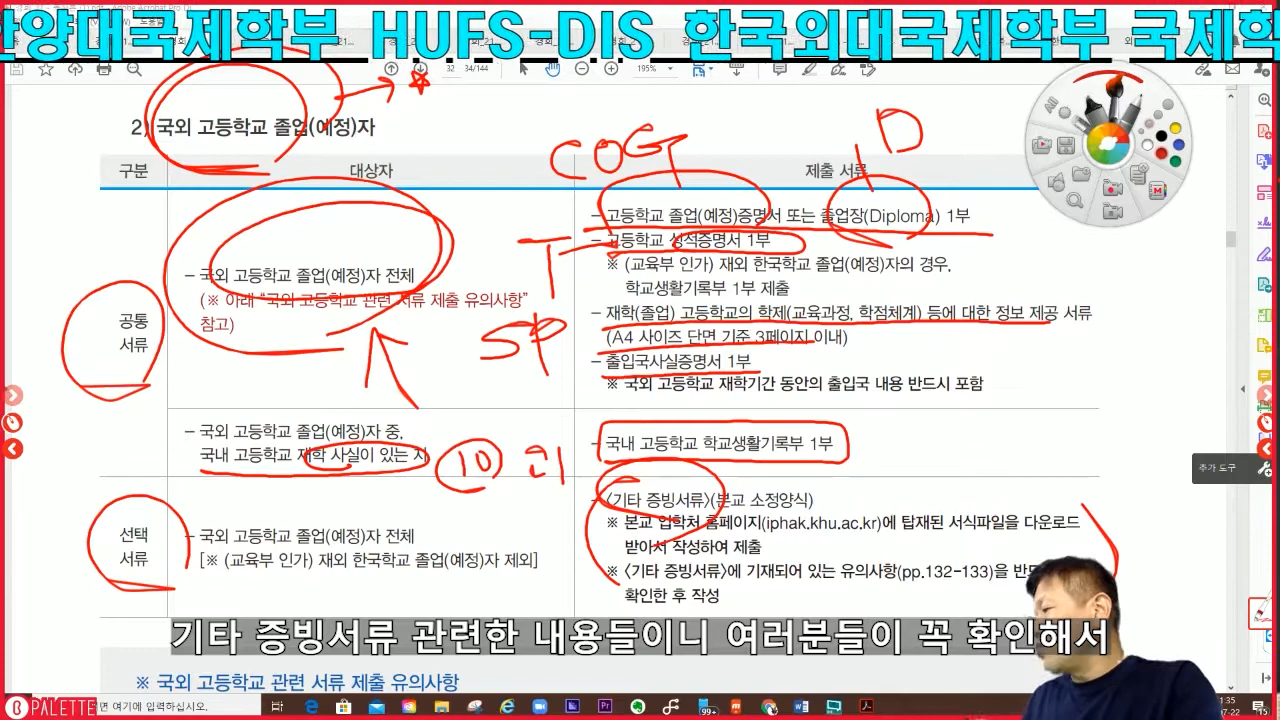 한양대국제학부 HUFS-DIS 한국외대국제학부 국제학
32 34/144 195%
2) 국외 고등학교 졸업(예정)자
COGT D
구분 대상자 제출 서류
공통
서류
– 국외 고등학교 졸업(예정)자 전체
(※ 아래 “국외 고등학교 관련 서류 제출 유의사항”
참고)
T
SP
– 고등학교 졸업(예정)증명서 또는 졸업장(Diploma) 1부
– 고등학교 성적증명서 1부
※ (교육부 인가) 재외 한국학교 졸업(예정)자의 경우,
학교생활기록부 1부 제출
– 재학(졸업) 고등학교의 학제(교육과정, 학점체계) 등에 대한 정보 제공 서류
(A4 사이즈 단면 기준 3페이지 이내)
– 출입국사실증명서 1부
※ 국외 고등학교 재학기간 동안의 출입국 내용 반드시 포함
– 국외 고등학교 졸업(예정)자 중,
국내 고등학교 재학 사실이 있는 자
10
– 국내 고등학교 학교생활기록부 1부
추가 도구
선택
서류
– 국외 고등학교 졸업(예정)자 전체
[※ (교육부 인가) 재외 한국학교 졸업(예정)자 제외]
– 〈기타 증빙서류〉(본교 소정양식)
※ 본교 입학처 홈페이지(iphak.khu.ac.kr)에 탑재된 서식파일을 다운로드
받아서 작성하여 제출
※ 〈기타 증빙서류〉에 기재되어 있는 유의사항(pp.132-133)을 반드
확인한 후 작성
기타 증빙서류 관련한 내용들이니 여러분들이 꼭 확인해서
※ 국외 고등학교 관련 서류 제출 유의사항
PALETTE
면 여기에 입력하십시오.
99+